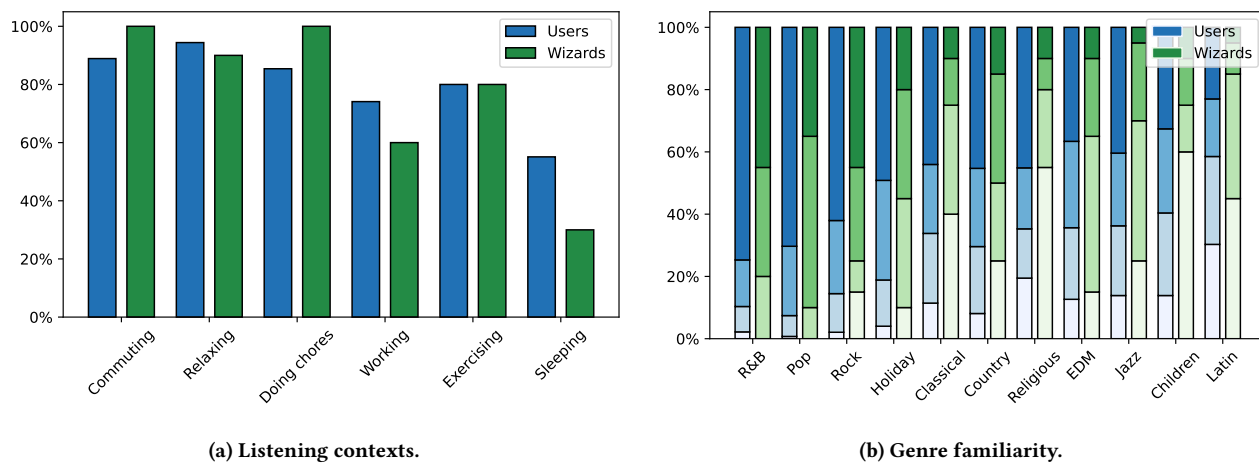 100%
80%
60%
40%
20%
0%
Users
Wizards
Commuting
Relaxing
Doing chores
Working
Exercising
Sleeping
(a) Listening contexts.
100%
80%
60%
40%
20%
0%
Users
Wizards
R&B
Pop
Rock
Holiday
Classical
Country
Religious
EDM
Jazz
Children
Latin
(b) Genre familiarity.